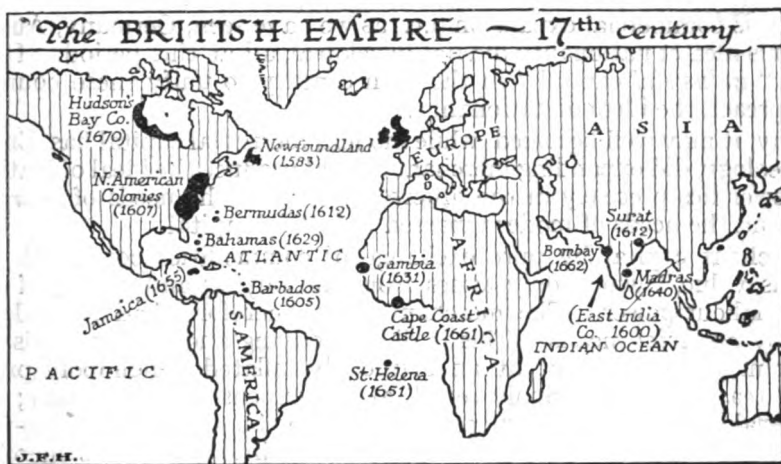 The BRITISH EMPIRE ~ 17th century
Hudson's
Bay Co.
(1670)
Newfoundland
(1583)
EUROPE
ASIA
N. American
Colonies
(1607)
Bermudas (1612)
Bahamas (1629)
ATLANTIC
Jamaica (1655)
Barbados
(1605)
Gambia
(1631)
AFRICA
Cape Coast
Castle (1661)
Surat
(1612)
Bombay
(1662)
Madras
(1640)
(East India
Co. 1600)
INDIAN OCEAN
PACIFIC
S. AMERICA
St. Helena
(1651)
J.F.H.